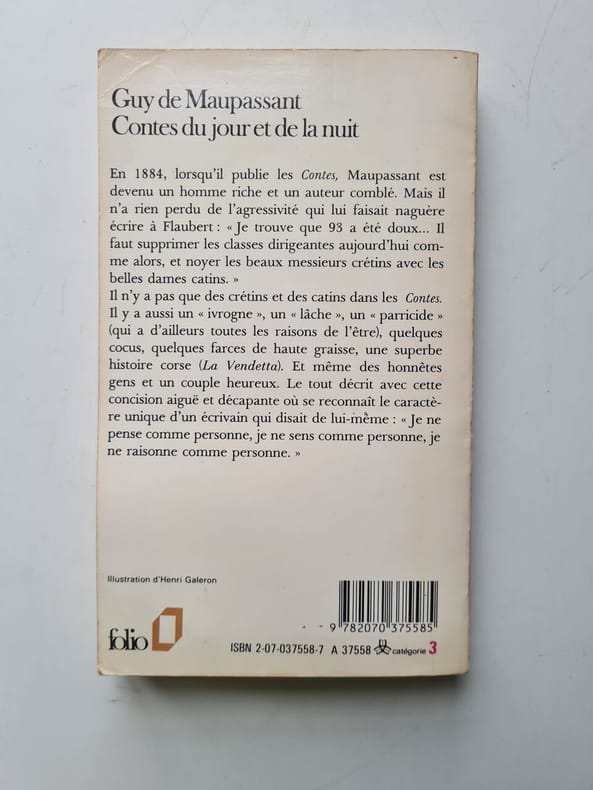 Guy de Maupassant
Contes du jour et de la nuit
En 1884, lorsqu'il publie les Contes, Maupassant est
devenu un homme riche et un auteur comblé. Mais il
n'a rien perdu de l'agressivité qui lui faisait naguère
écrire à Flaubert : « Je trouve que 93 a été doux... Il
faut supprimer les classes dirigeantes aujourd'hui com-
me alors, et noyer les beaux messieurs crétins avec les
belles dames catins. »
Il n'y a pas que des crétins et des catins dans les Contes.
Il y a aussi un « ivrogne », un « lâche », un « parricide »
(qui a d'ailleurs toutes les raisons de l'être), quelques
cocus, quelques farces de haute graisse, une superbe
histoire corse (La Vendetta). Et même des honnêtes
gens et un couple heureux. Le tout décrit avec cette
concision aiguë et décapante où se reconnaît le caractè-
re unique d'un écrivain qui disait de lui-même : « Je ne
pense comme personne, je ne sens comme personne, je
ne raisonne comme personne. »
Illustration d'Henri Galeron
9 782070 375585
folio
ISBN 2-07-037558-7 A 37558 catégorie 3